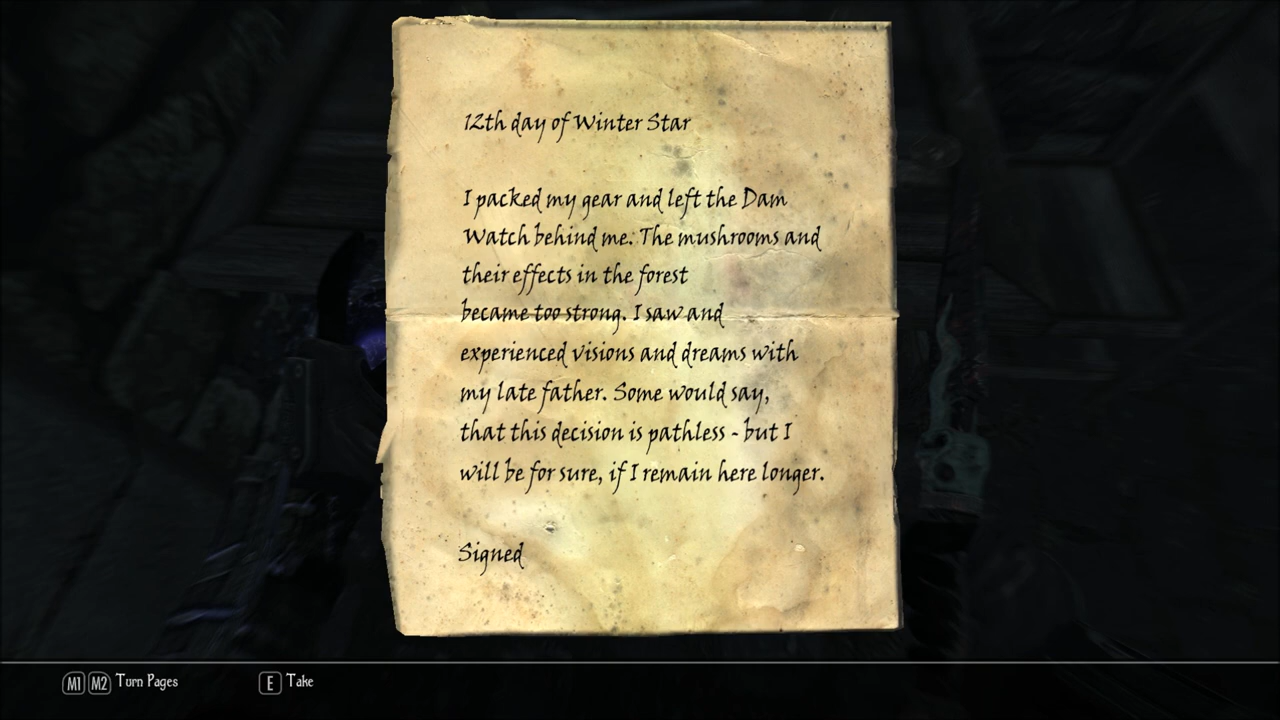 12th day of Winter Star
I packed my gear and left the Dam
Watch behind me. The mushrooms and
their effects in the forest
became too strong. I saw and
experienced visions and dreams with
my late father. Some would say,
that this decision is pathless - but I
will be for sure, if I remain here longer.
Signed
M1 M2 Turn Pages
E Take